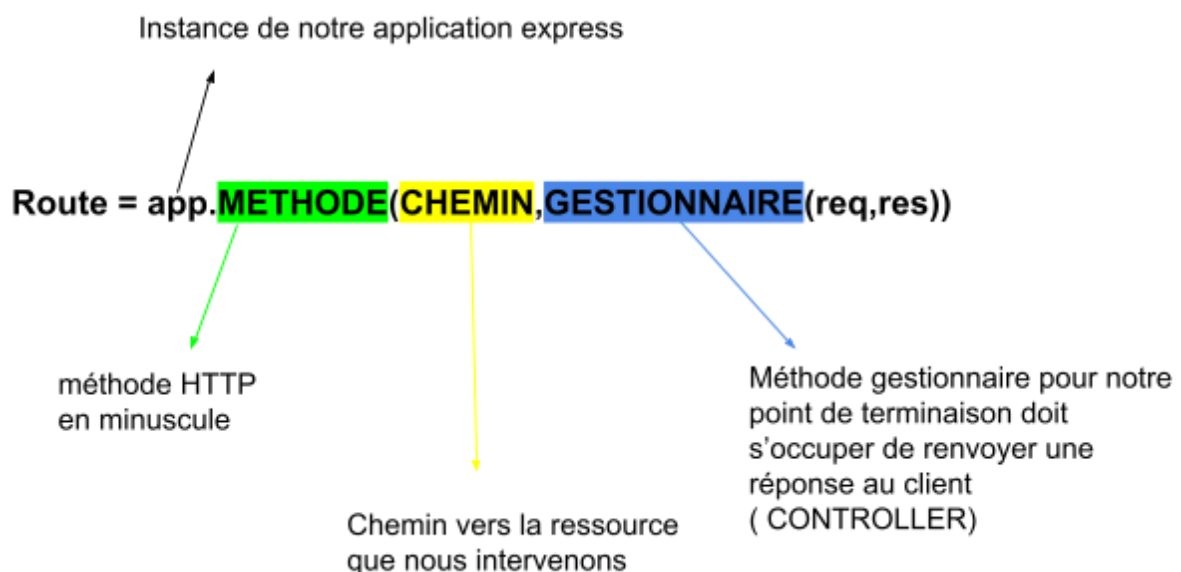 Instance de notre application express
Route = app.METHODE(CHEMIN,GESTIONNAIRE(req,res))
méthode HTTP
en minuscule
Chemin vers la ressource
que nous intervenons
Méthode gestionnaire pour notre
point de terminaison doit
s’occuper de renvoyer une
réponse au client
( CONTROLLER)